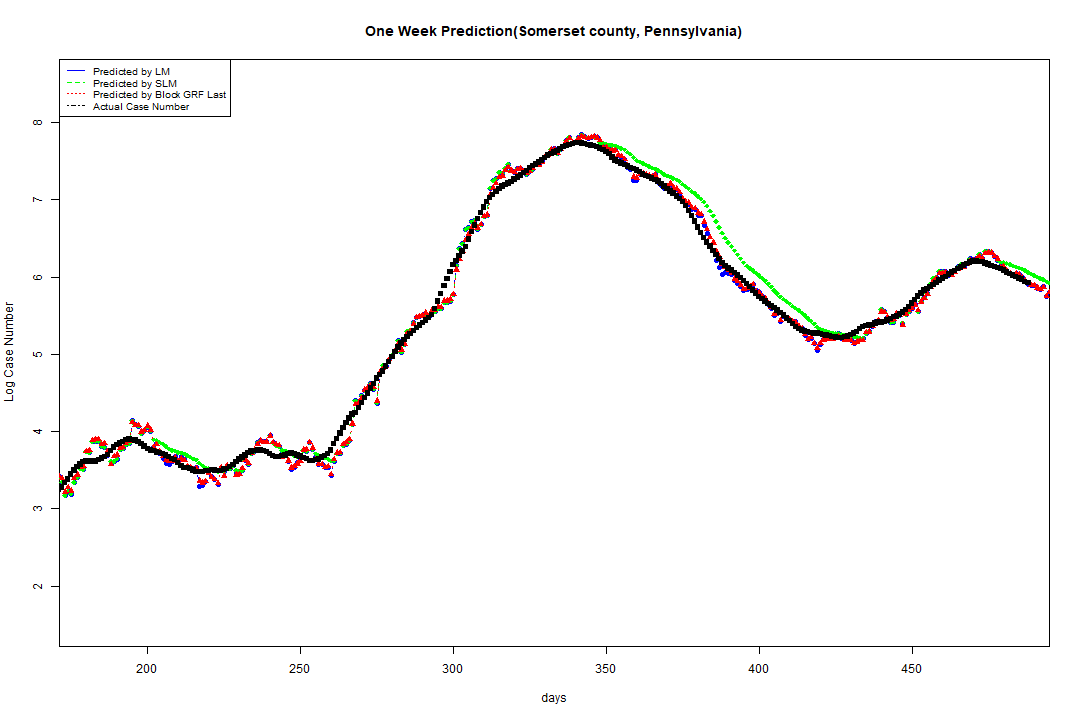 One Week Prediction(Somerset county, Pennsylvania)
Predicted by LM
Predicted by SLM
Predicted by Block GRF Last
Actual Case Number
8
7
6
5
4
3
2
Log Case Number
200 250 300 350 400 450
days